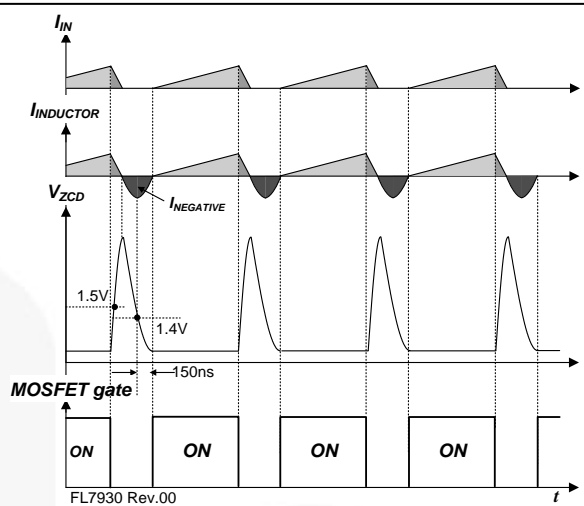 I_IN
I_INDUCTOR
I_NEGATIVE
V_ZCD
1.5V
1.4V
150ns
MOSFET gate
ON
ON
ON
ON
FL7930 Rev.00
t